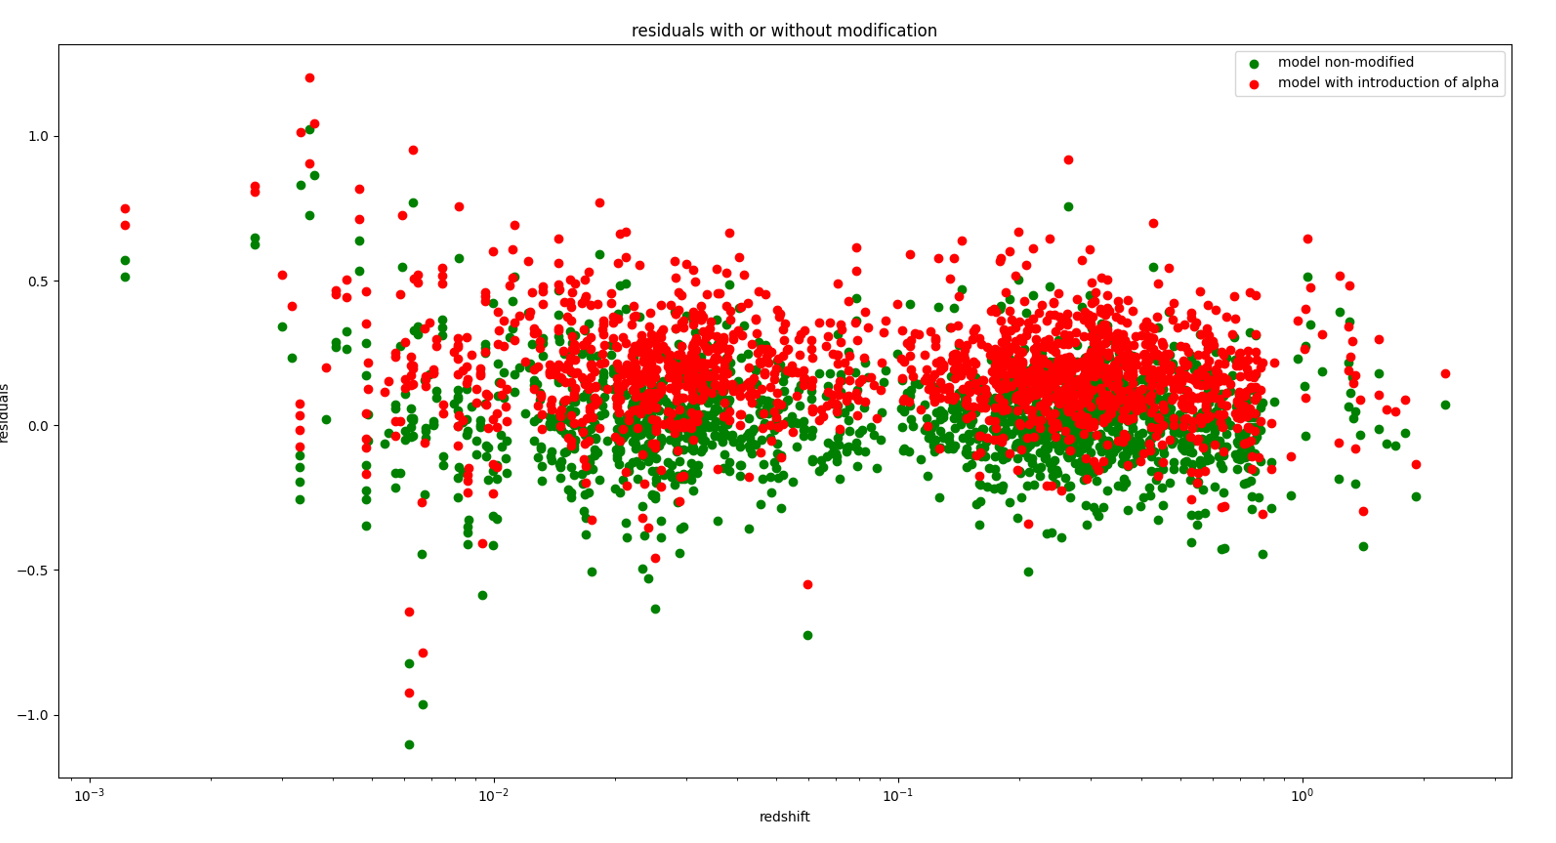 residuals with or without modification
model non-modified
model with introduction of alpha
1.0
0.5
0.0
−0.5
−1.0
residuals
10⁻³
10⁻²
10⁻¹
10⁰
redshift